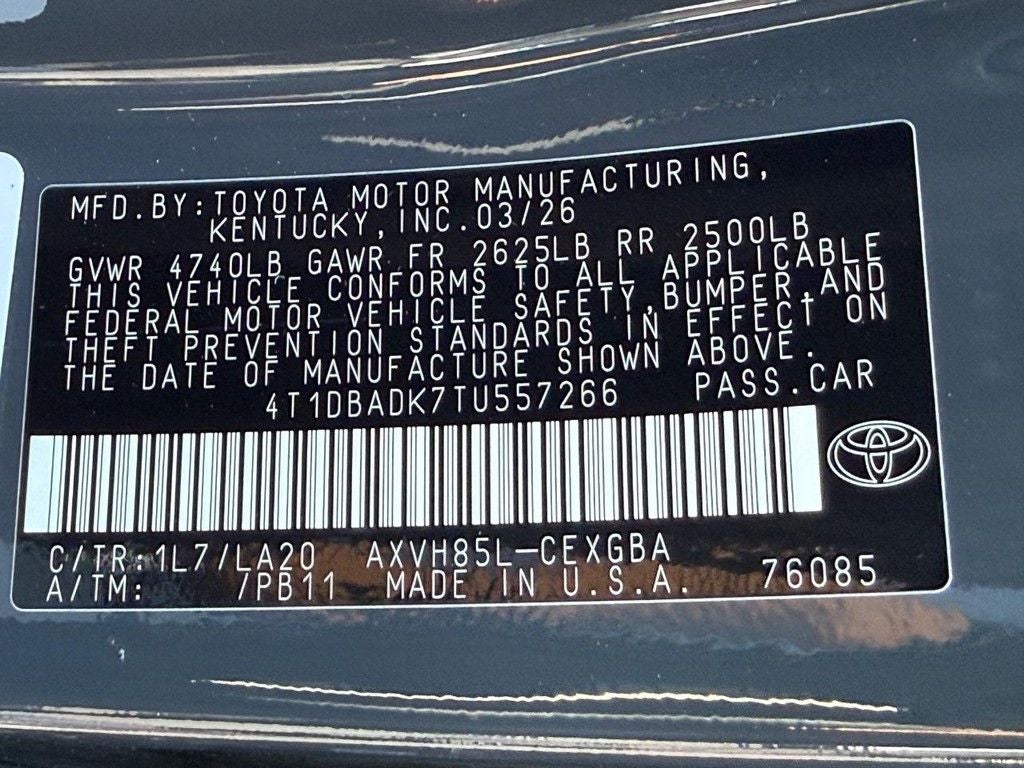 MFD.BY:TOYOTA MOTOR MANUFACTURING,
KENTUCKY,INC.03/26
GVWR 4740LB GAWR FR 2625LB RR 2500LB
THIS VEHICLE CONFORMS TO ALL APPLICABLE
FEDERAL MOTOR VEHICLE SAFETY,BUMPER,AND
THEFT PREVENTION STANDARDS IN EFFECT ON
THE DATE OF MANUFACTURE SHOWN ABOVE.
4T1DBADK7TU557266 PASS.CAR
C/TR:1L7/LA20 AXVH85L-CEXGBA
A/TM: /PB11 MADE IN U.S.A. 76085